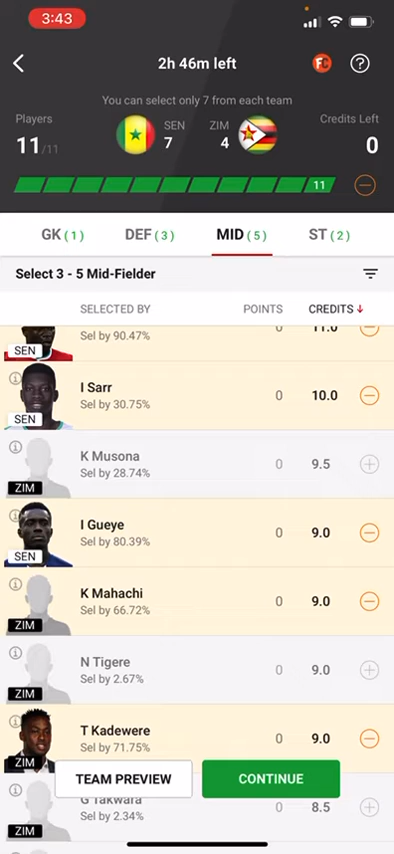 3:43
2h 46m left
FC
?
You can select only 7 from each team
Players
SEN
ZIM
Credits Left
11/11
7
4
0
11
GK (1)
DEF (3)
MID (5)
ST (2)
Select 3 - 5 Mid-Fielder
SELECTED BY
POINTS
CREDITS
Sel by 90.47%
0
11.0
SEN
I Sarr
Sel by 30.75%
0
10.0
SEN
K Musona
Sel by 28.74%
0
9.5
ZIM
I Gueye
Sel by 80.39%
0
9.0
SEN
K Mahachi
Sel by 66.72%
0
9.0
ZIM
N Tigere
Sel by 2.67%
0
9.0
ZIM
T Kadewere
Sel by 71.75%
0
9.0
ZIM
TEAM PREVIEW
CONTINUE
G Takwara
Sel by 2.34%
0
8.5
ZIM